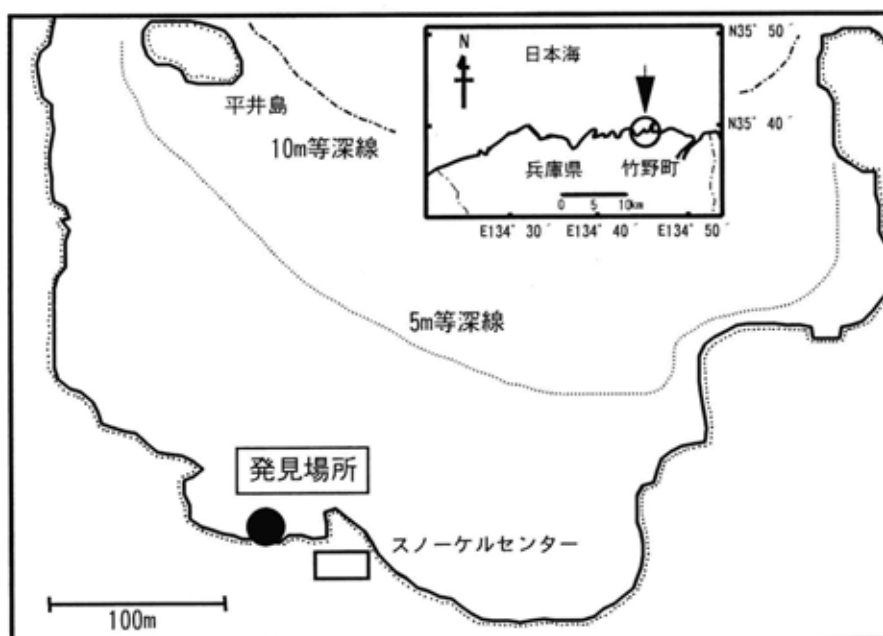 N35° 50′
N
日本海
平井島
N35° 40′
10m等深線
兵庫県
竹野町
0 5 10km
E134° 30′ E134° 40′ E134° 50′
5m等深線
発見場所
スノーケルセンター
100m